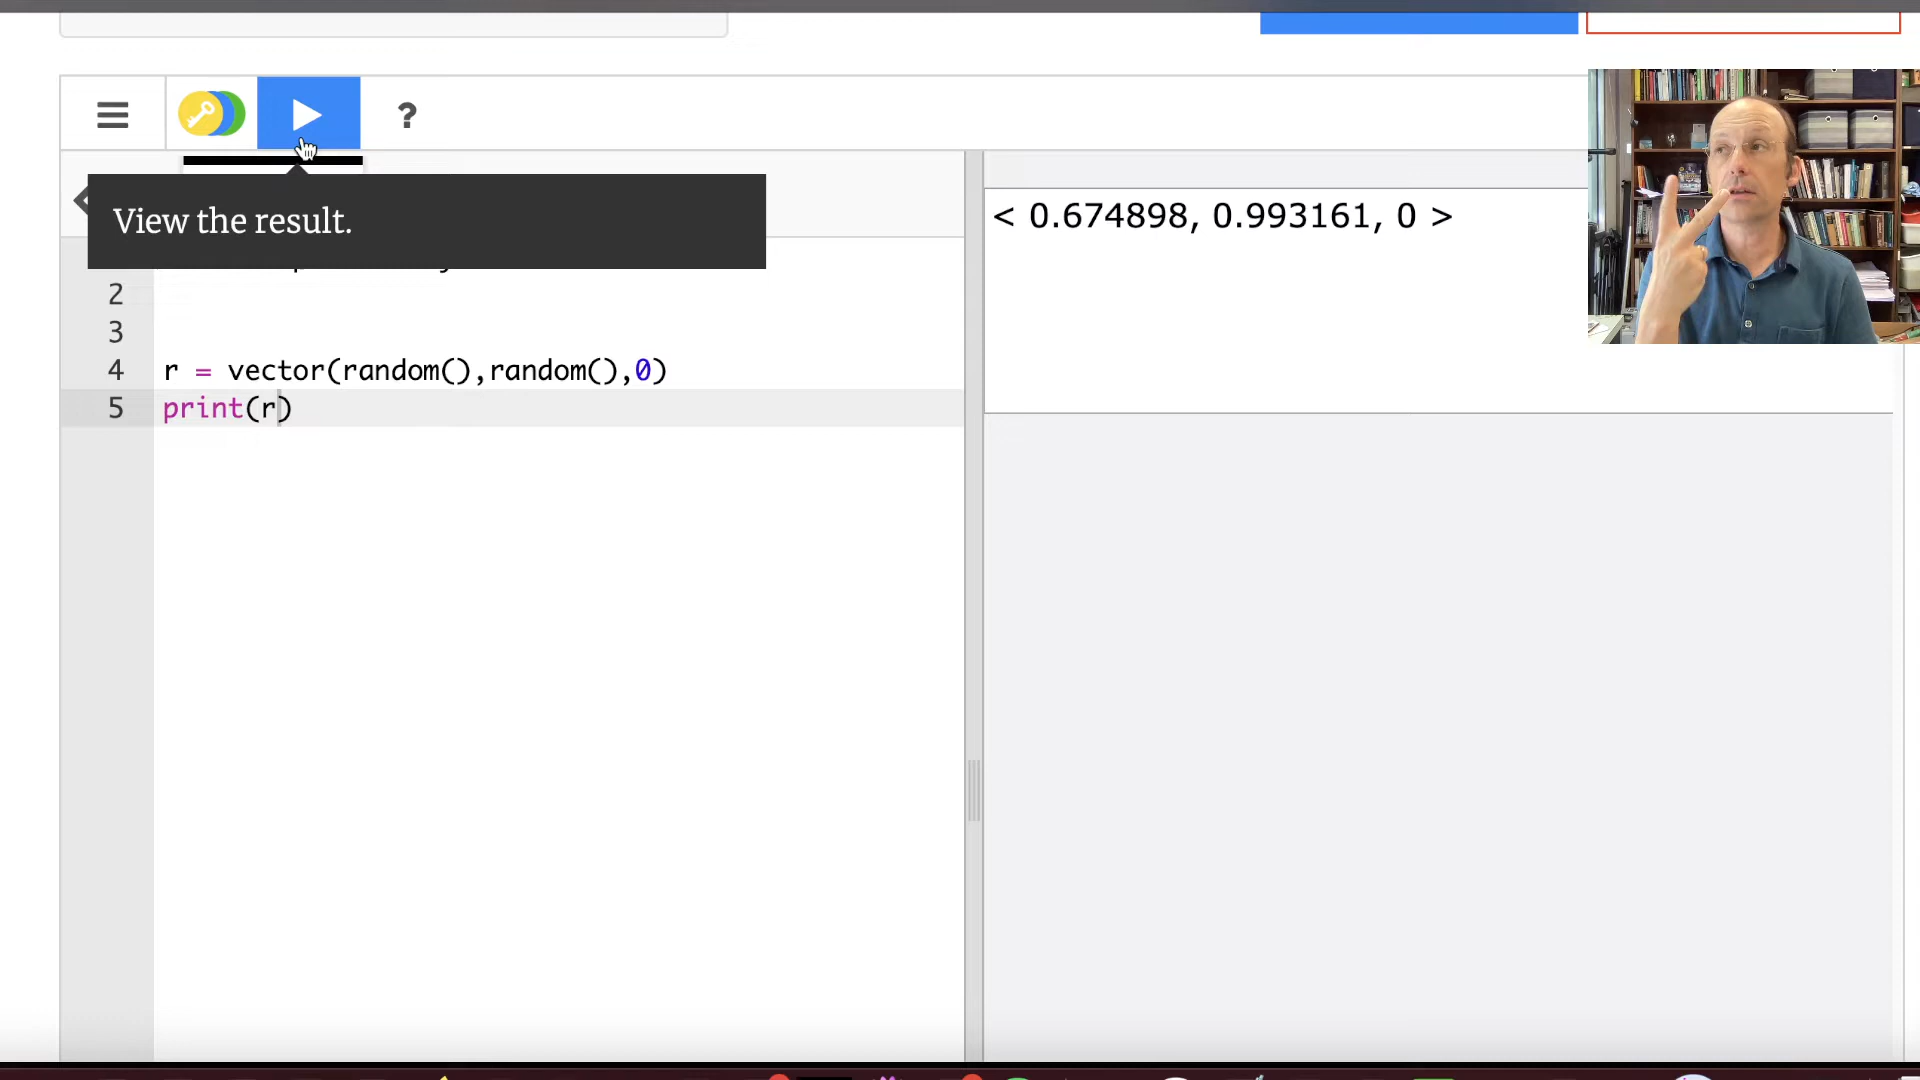 ?
View the result.
< 0.674898, 0.993161, 0 >
2
3
4 r = vector(random(),random(),0)
5 print(r)